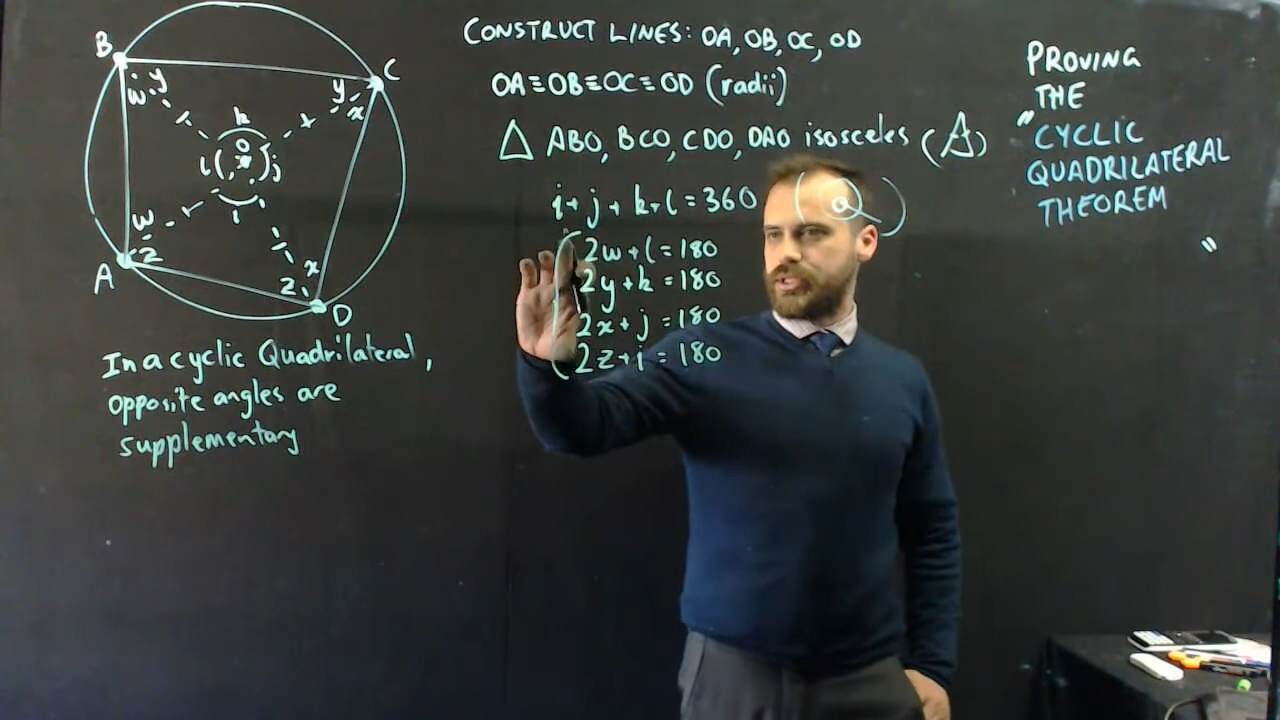 CONSTRUCT LINES: OA, OB, OC, OD
OA≡OB≡OC≡OD (radii)
△ ABO, BCO, CDO, DAO isosceles (A)
i+j+k+l=360
2w+l=180
2y+k=180
2x+j=180
2z+i=180
PROVING
THE
"CYCLIC
QUADRILATERAL
THEOREM
"
B
C
y
w
y
x
k
O
l
j
i
w
z
A
x
z
D
In a cyclic Quadrilateral,
opposite angles are
supplementary